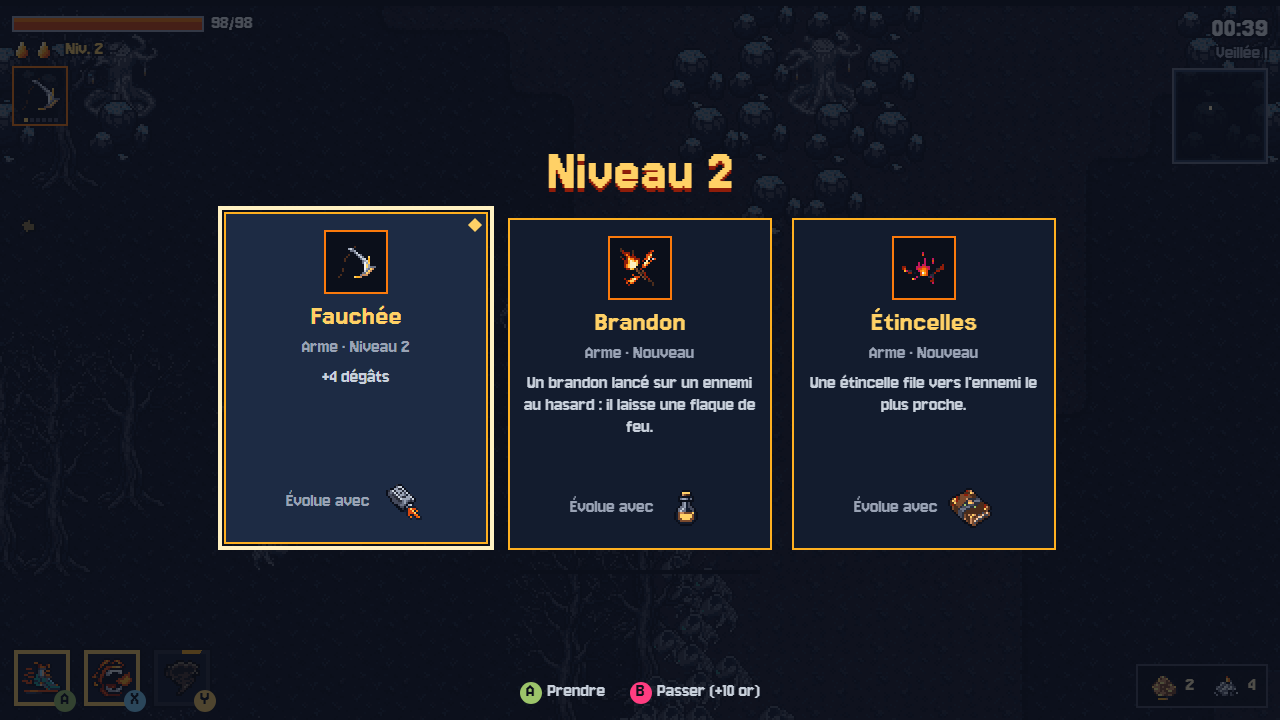 98/98
Niv. 2
00:39
Veillée I
Niveau 2
Fauchée
Arme · Niveau 2
+4 dégâts
Évolue avec
Brandon
Arme · Nouveau
Un brandon lancé sur un ennemi
au hasard : il laisse une flaque de
feu.
Évolue avec
Étincelles
Arme · Nouveau
Une étincelle file vers l'ennemi le
plus proche.
Évolue avec
A
X
Y
A Prendre
B Passer (+10 or)
2
4